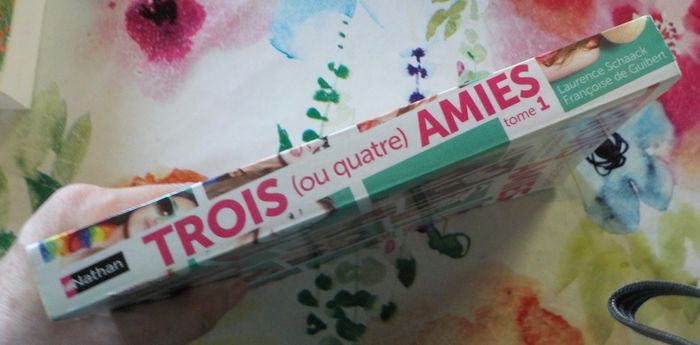 Nathan
TROIS (ou quatre) AMIES
tome 1
Laurence Schaack
Françoise de Guibert